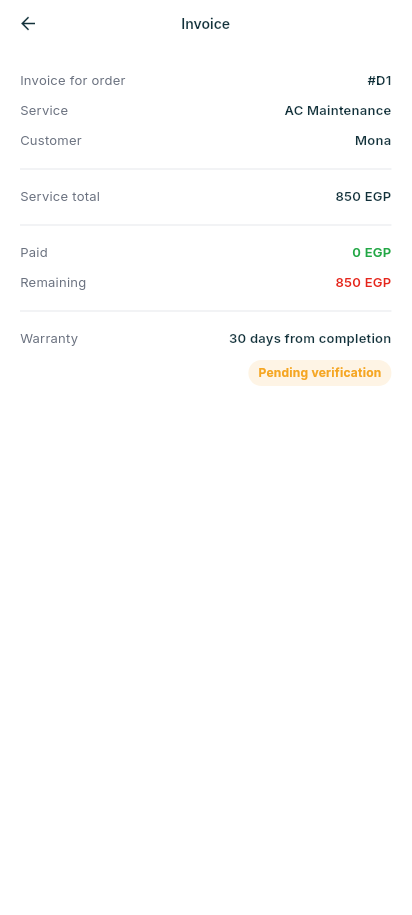 Invoice
Invoice for order #D1
Service AC Maintenance
Customer Mona
Service total 850 EGP
Paid 0 EGP
Remaining 850 EGP
Warranty 30 days from completion
Pending verification